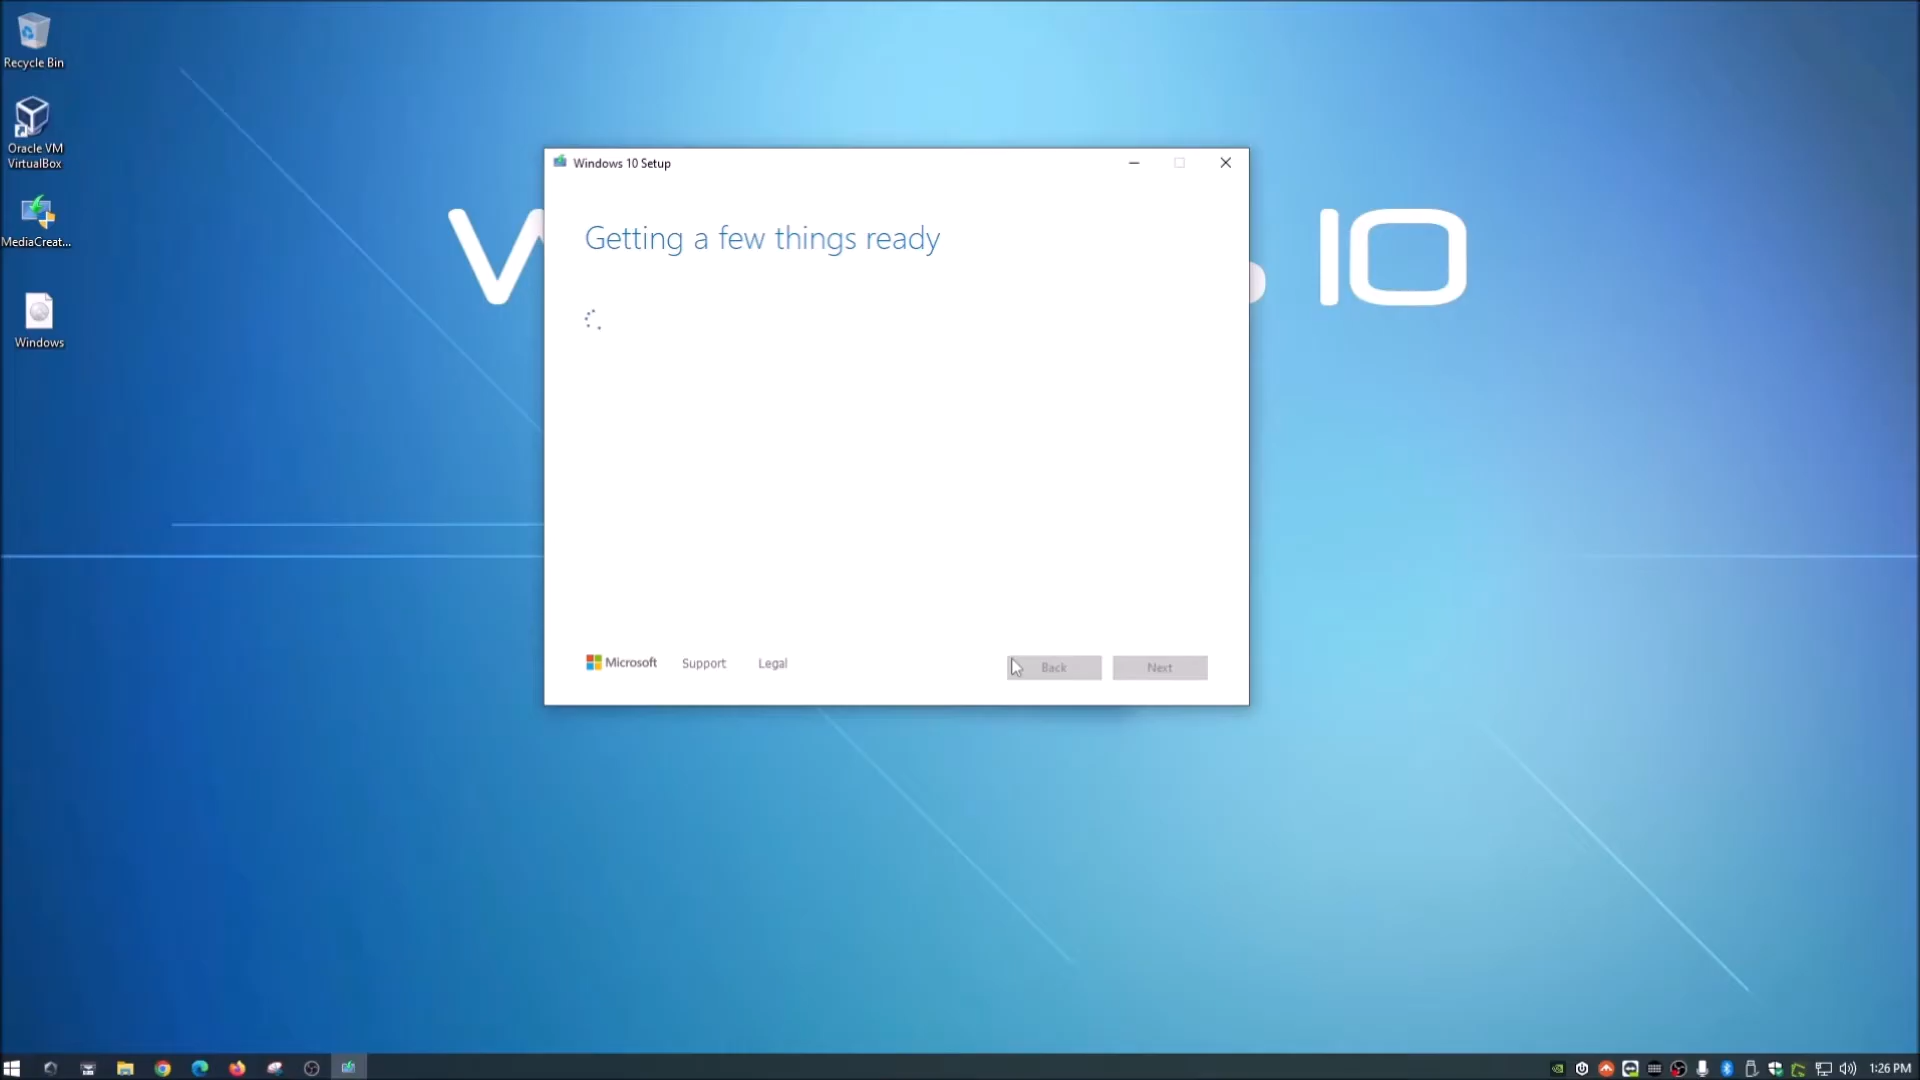 Recycle Bin
Oracle VM
VirtualBox
MediaCreat...
Windows
Windows 10 Setup
Getting a few things ready
W
10
Microsoft
Support
Legal
Back
Next
1:26 PM